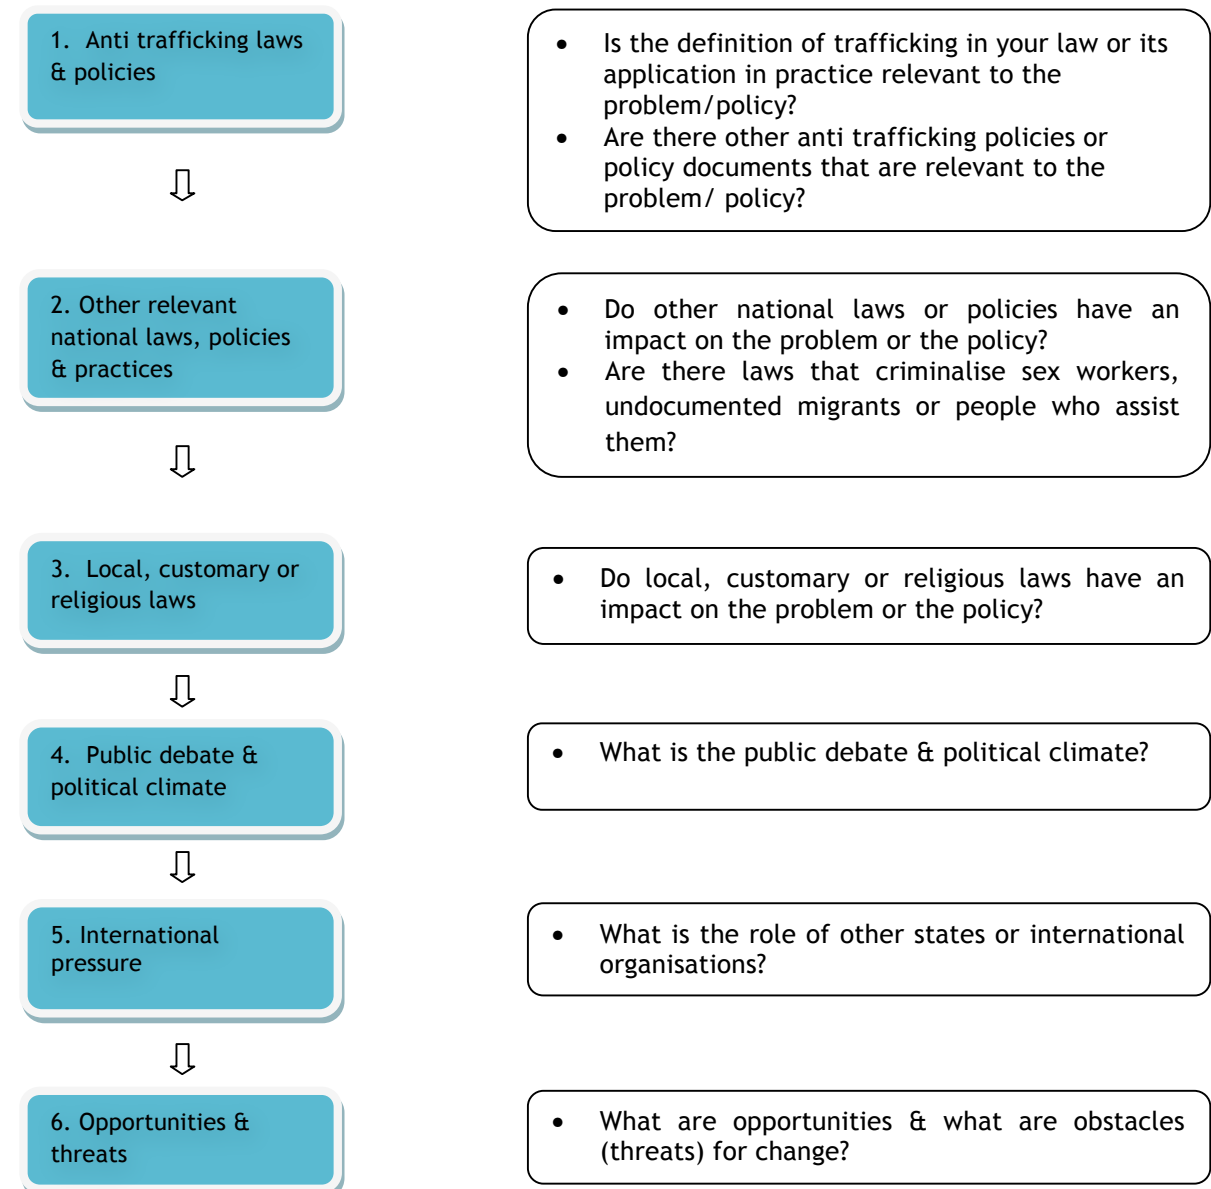 1. Anti trafficking laws
& policies
• Is the definition of trafficking in your law or its
application in practice relevant to the
problem/policy?
• Are there other anti trafficking policies or
policy documents that are relevant to the
problem/ policy?
2. Other relevant
national laws, policies
& practices
• Do other national laws or policies have an
impact on the problem or the policy?
• Are there laws that criminalise sex workers,
undocumented migrants or people who assist
them?
3. Local, customary or
religious laws
• Do local, customary or religious laws have an
impact on the problem or the policy?
4. Public debate &
political climate
• What is the public debate & political climate?
5. International
pressure
• What is the role of other states or international
organisations?
6. Opportunities &
threats
• What are opportunities & what are obstacles
(threats) for change?